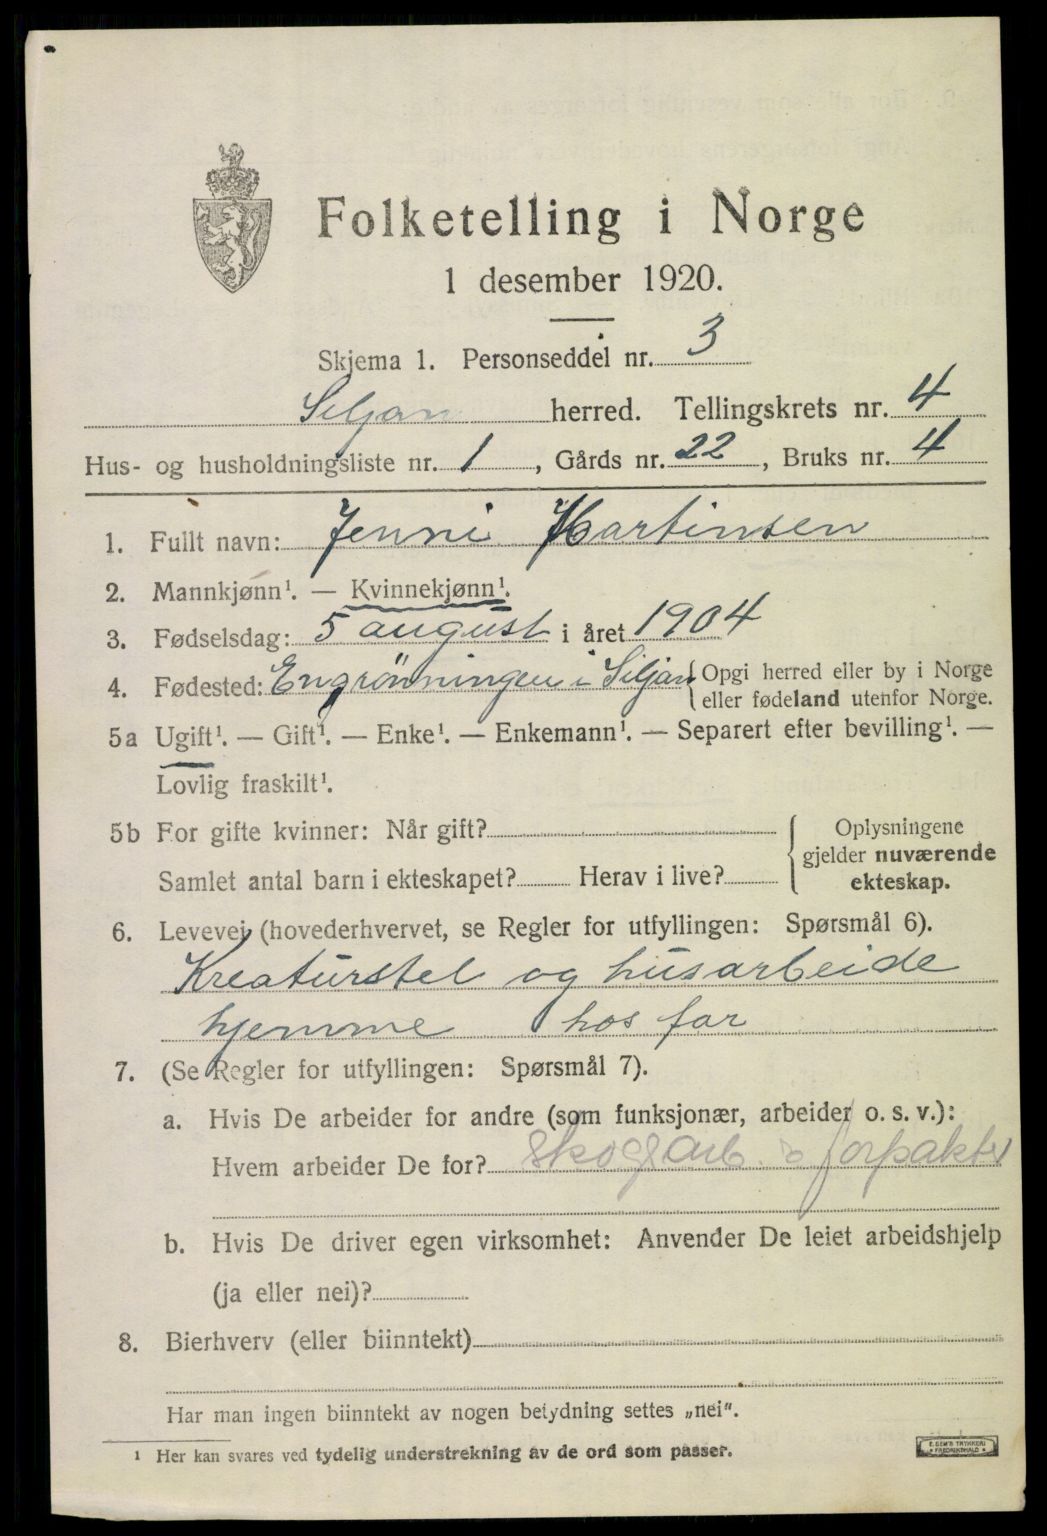 Folketelling i Norge
1 desember 1920.
Skjema 1. Personseddel nr. 3
Siljan herred. Tellingskrets nr. 4
Hus- og husholdningsliste nr. 1, Gårds nr. 22, Bruks nr. 4
1. Fullt navn: Jenni Martinsen
2. Mannkjønn¹. — Kvinnekjønn¹.
3. Fødselsdag: 5 august i året 1904
4. Fødested: Engrønningen i Siljan { Opgi herred eller by i Norge
eller fødeland utenfor Norge.
5a Ugift¹. — Gift¹. — Enke¹. — Enkemann¹. — Separert efter bevilling¹. —
Lovlig fraskilt¹.
5b For gifte kvinner: Når gift?
Samlet antal barn i ekteskapet? Herav i live?
{ Oplysningene
gjelder nuværende
ekteskap.
6. Levevei (hovederhvervet, se Regler for utfyllingen: Spørsmål 6).
Kreaturstel og husarbeide
hjemme hos far
7. (Se Regler for utfyllingen: Spørsmål 7).
a. Hvis De arbeider for andre (som funksjonær, arbeider o. s. v.):
Hvem arbeider De for? Skogsarb. o forpakter
b. Hvis De driver egen virksomhet: Anvender De leiet arbeidshjelp
(ja eller nei)?
8. Bierhverv (eller biinntekt)
Har man ingen biinntekt av nogen betydning settes „nei".
¹ Her kan svares ved tydelig understrekning av de ord som passer.
E. SEM'S TRYKKERI
FREDRIKSHALD